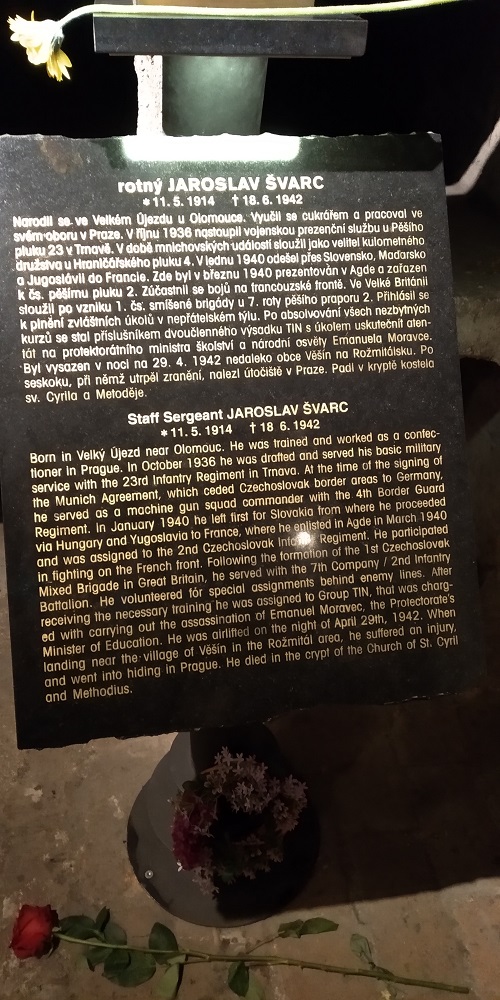 rotný JAROSLAV ŠVARC
* 11. 5. 1914 † 18. 6. 1942
Narodil se ve Velkém Újezdu u Olomouce. Vyučil se cukrářem a pracoval ve
svém oboru v Praze. V říjnu 1936 nastoupil vojenskou prezenční službu u Pěšího
pluku 23 v Trnavě. V době mnichovských událostí sloužil jako velitel kulometného
družstva u Hraničářského pluku 4. V lednu 1940 odešel přes Slovensko, Maďarsko
a Jugoslávii do Francie. Zde byl v březnu 1940 prezentován v Agde a zařazen
k čs. pěšímu pluku 2. Zúčastnil se bojů na francouzské frontě. Ve Velké Británii
sloužil po vzniku 1. čs. smíšené brigády u 7. roty pěšího praporu 2. Přihlásil se
k plnění zvláštních úkolů v nepřátelském týlu. Po absolvování všech nezbytných
kurzů se stal příslušníkem dvoučlenného výsadku TIN s úkolem uskutečnit aten-
tát na protektorátního ministra školství a národní osvěty Emanuela Moravce.
Byl vysazen v noci na 29. 4. 1942 nedaleko obce Věšín na Rožmitálsku. Po
seskoku, při němž utrpěl zranění, nalezl útočiště v Praze. Padl v kryptě kostela
sv. Cyrila a Metoděje.
Staff Sergeant JAROSLAV ŠVARC
* 11. 5. 1914 † 18 6. 1942
Born in Velký Újezd near Olomouc. He was trained and worked as a confec-
tioner in Prague. In October 1936 he was drafted and served his basic military
service with the 23rd Infantry Regiment in Trnava. At the time of the signing of
the Munich Agreement, which ceded Czechoslovak border areas to Germany,
he served as a machine gun squad commander with the 4th Border Guard
Regiment. In January 1940 he left first for Slovakia from where he proceeded
via Hungary and Yugoslavia to France, where he enlisted in Agde in March 1940
and was assigned to the 2nd Czechoslovak Infantry Regiment. He participated
in fighting on the French front. Following the formation of the 1st Czechoslovak
Mixed Brigade in Great Britain, he served with the 7th Company / 2nd Infantry
Battalion. He volunteered for special assignments behind enemy lines. After
receiving the necessary training he was assigned to Group TIN, that was charg-
ed with carrying out the assassination of Emanuel Moravec, the Protectorate's
Minister of Education. He was airlifted on the night of April 29th, 1942. When
landing near the village of Věšín in the Rožmitál area, he suffered an injury,
and went into hiding in Prague. He died in the crypt of the Church of St. Cyril
and Methodius.